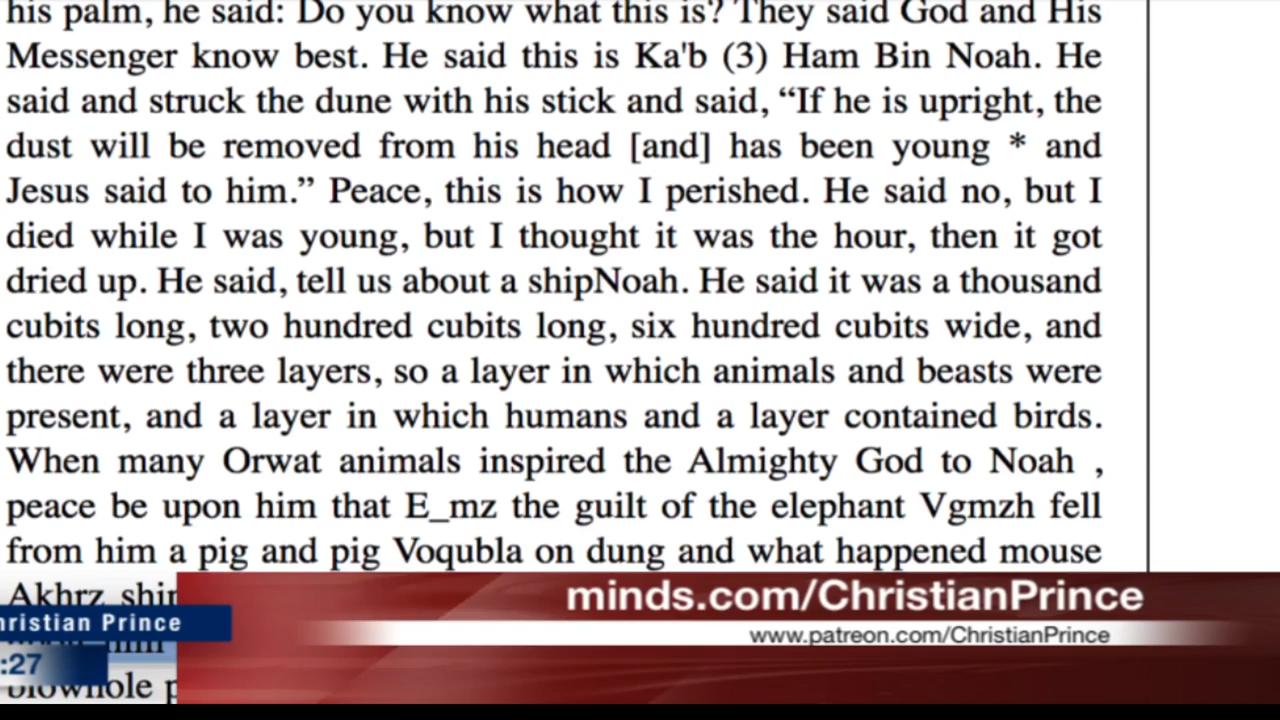 his palm, he said: Do you know what this is? They said God and His
Messenger know best. He said this is Ka'b (3) Ham Bin Noah. He
said and struck the dune with his stick and said, “If he is upright, the
dust will be removed from his head [and] has been young * and
Jesus said to him.” Peace, this is how I perished. He said no, but I
died while I was young, but I thought it was the hour, then it got
dried up. He said, tell us about a shipNoah. He said it was a thousand
cubits long, two hundred cubits long, six hundred cubits wide, and
there were three layers, so a layer in which animals and beasts were
present, and a layer in which humans and a layer contained birds.
When many Orwat animals inspired the Almighty God to Noah ,
peace be upon him that E_mz the guilt of the elephant Vgmzh fell
from him a pig and pig Voqubla on dung and what happened mouse
Akhrz
minds.com/ChristianPrince
hristian Prince
www.patreon.com/ChristianPrince
him
:27
blowhole